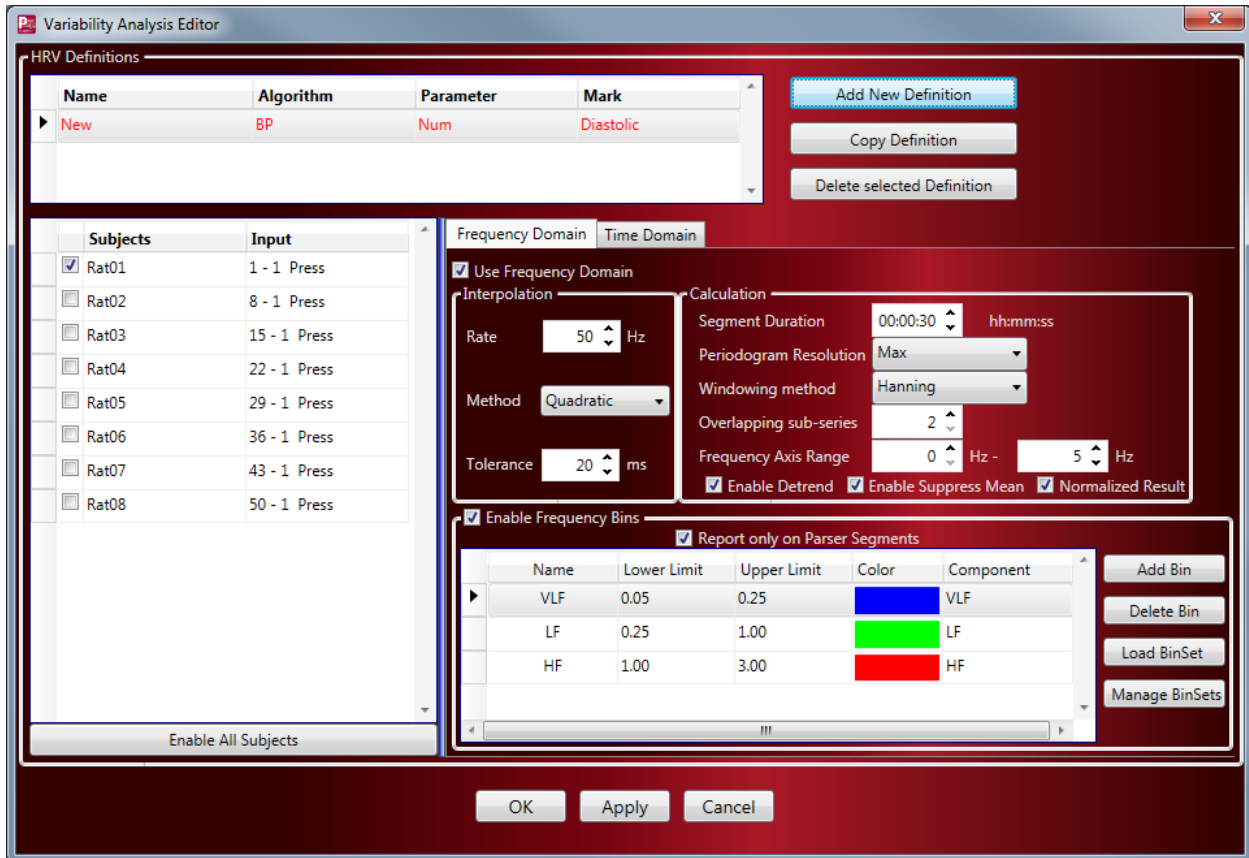 Variability Analysis Editor
HRV Definitions
Name Algorithm Parameter Mark
New BP Num Diastolic
Add New Definition
Copy Definition
Delete selected Definition
Subjects Input
Rat01 1 - 1 Press
Rat02 8 - 1 Press
Rat03 15 - 1 Press
Rat04 22 - 1 Press
Rat05 29 - 1 Press
Rat06 36 - 1 Press
Rat07 43 - 1 Press
Rat08 50 - 1 Press
Enable All Subjects
Frequency Domain Time Domain
Use Frequency Domain
Interpolation
Rate 50 Hz
Method Quadratic
Tolerance 20 ms
Calculation
Segment Duration 00:00:30 hh:mm:ss
Periodogram Resolution Max
Windowing method Hanning
Overlapping sub-series 2
Frequency Axis Range 0 Hz - 5 Hz
Enable Detrend Enable Suppress Mean Normalized Result
Enable Frequency Bins
Report only on Parser Segments
Name Lower Limit Upper Limit Color Component
VLF 0.05 0.25 VLF
LF 0.25 1.00 LF
HF 1.00 3.00 HF
Add Bin
Delete Bin
Load BinSet
Manage BinSets
OK Apply Cancel